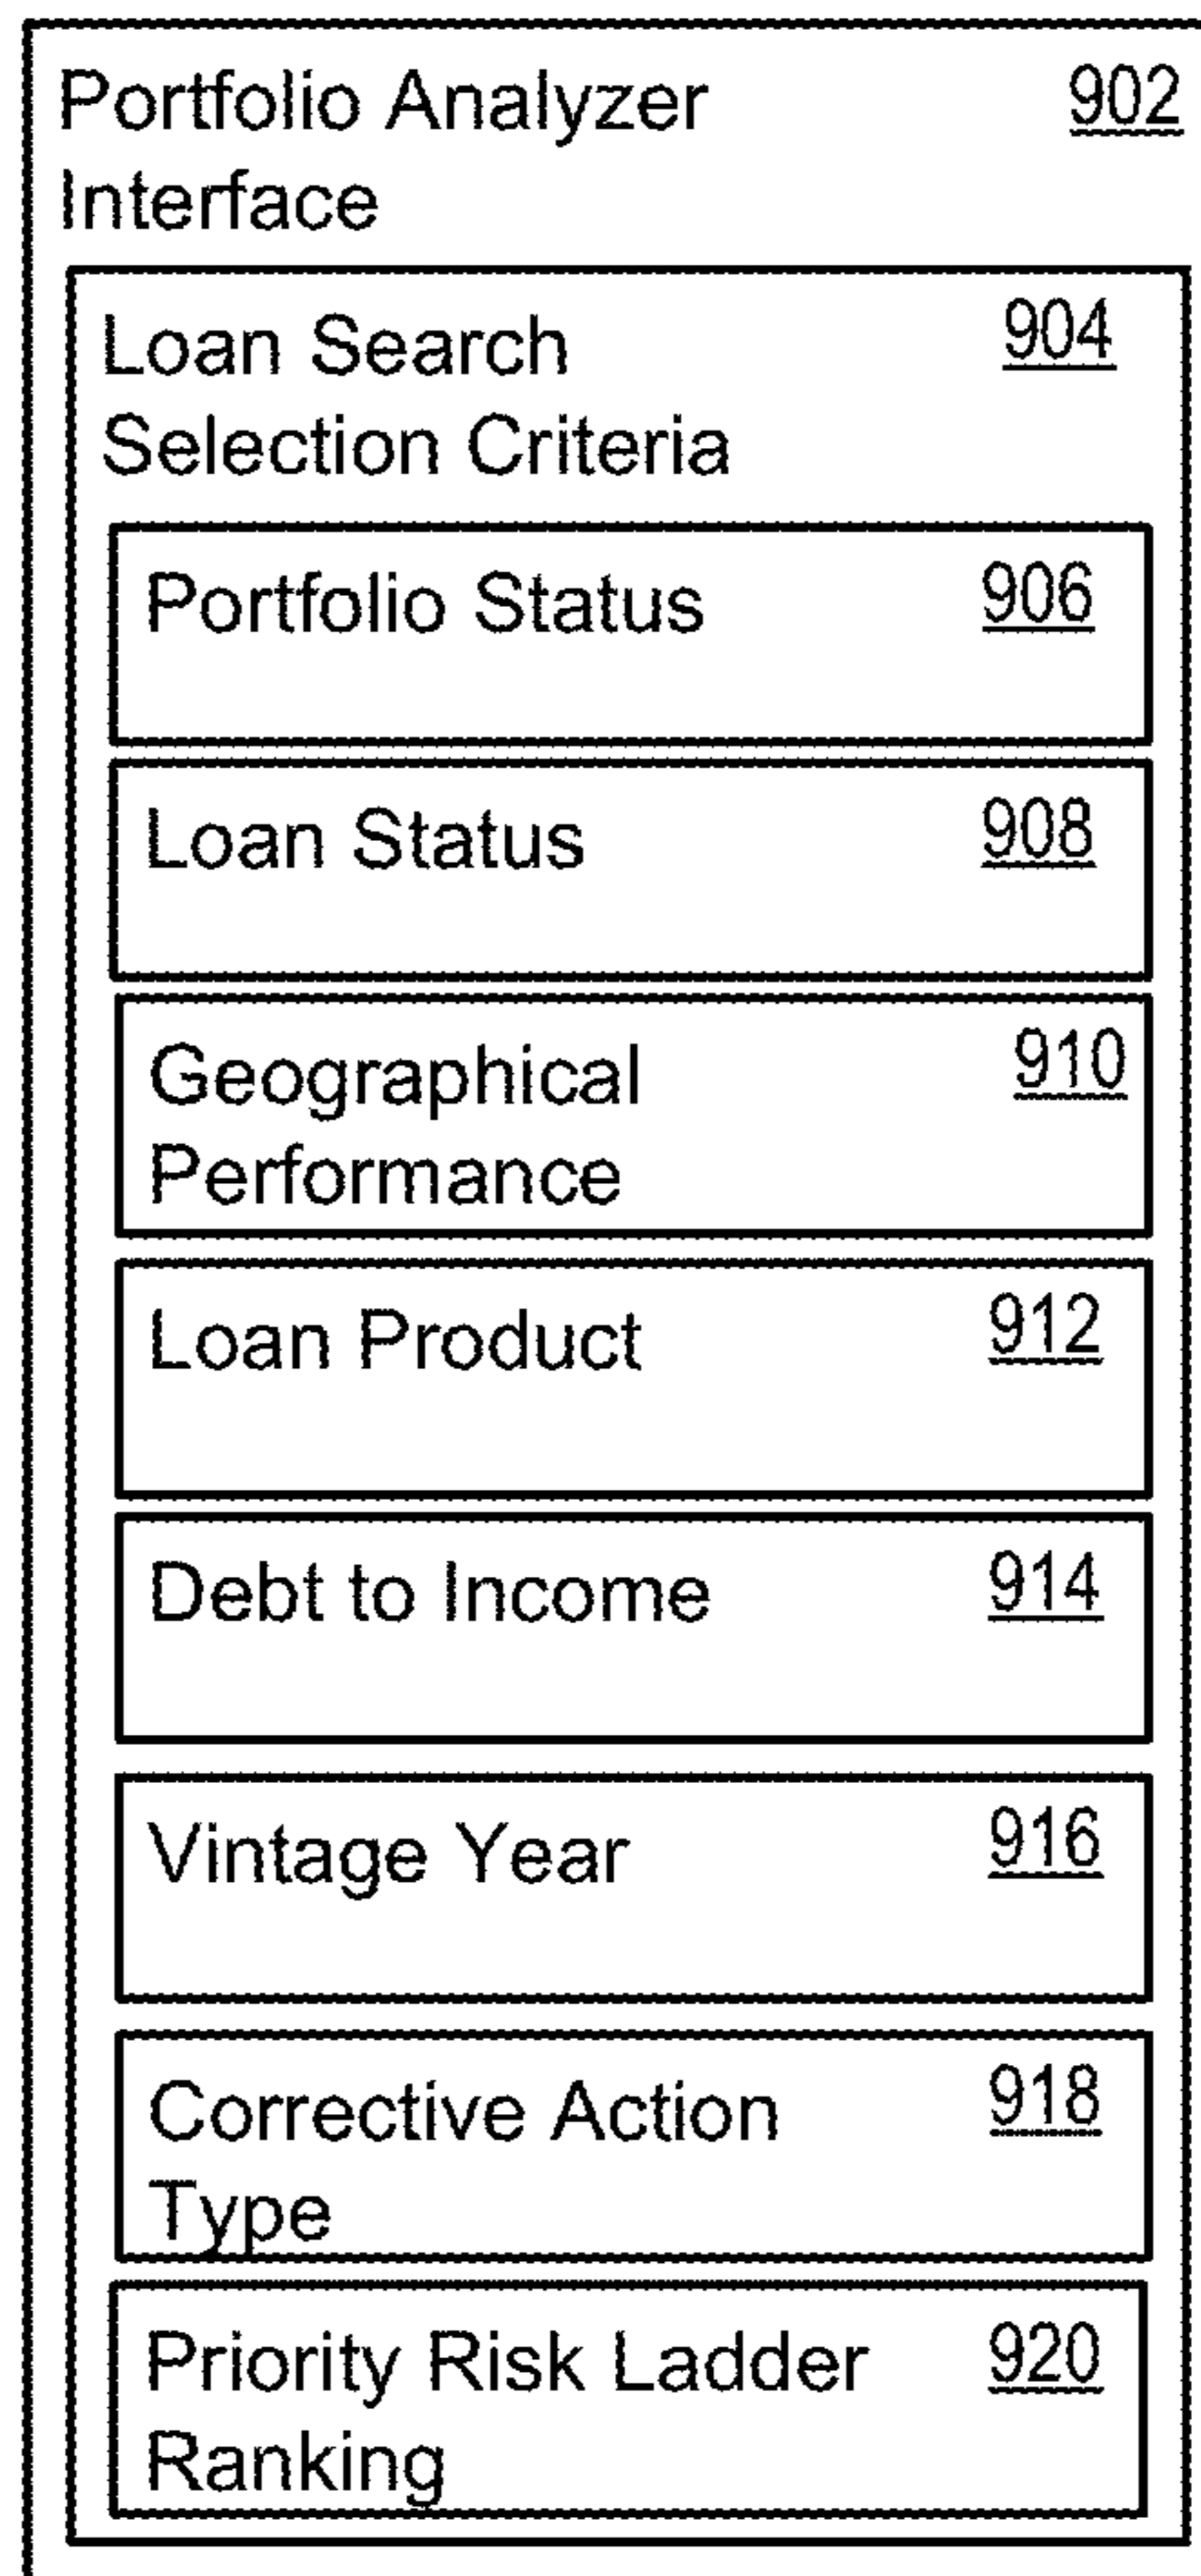 Portfolio Analyzer 902
Interface
Loan Search 904
Selection Criteria
Portfolio Status 906
Loan Status 908
Geographical 910
Performance
Loan Product 912
Debt to Income 914
Vintage Year 916
Corrective Action 918
Type
Priority Risk Ladder 920
Ranking